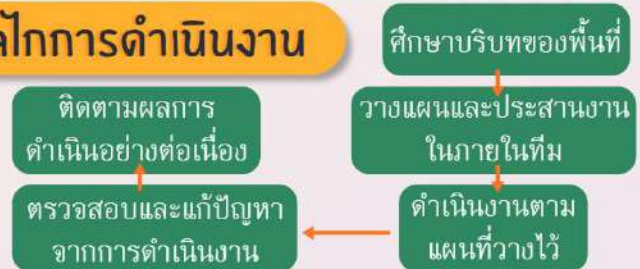 ลไกการดำเนินงาน
ศึกษาบริบทของพื้นที่
วางแผนและประสานงาน
ในภายในทีม
ดำเนินงานตาม
แผนที่วางไว้
ตรวจสอบและแก้ปัญหา
จากการดำเนินงาน
ติดตามผลการ
ดำเนินอย่างต่อเนื่อง